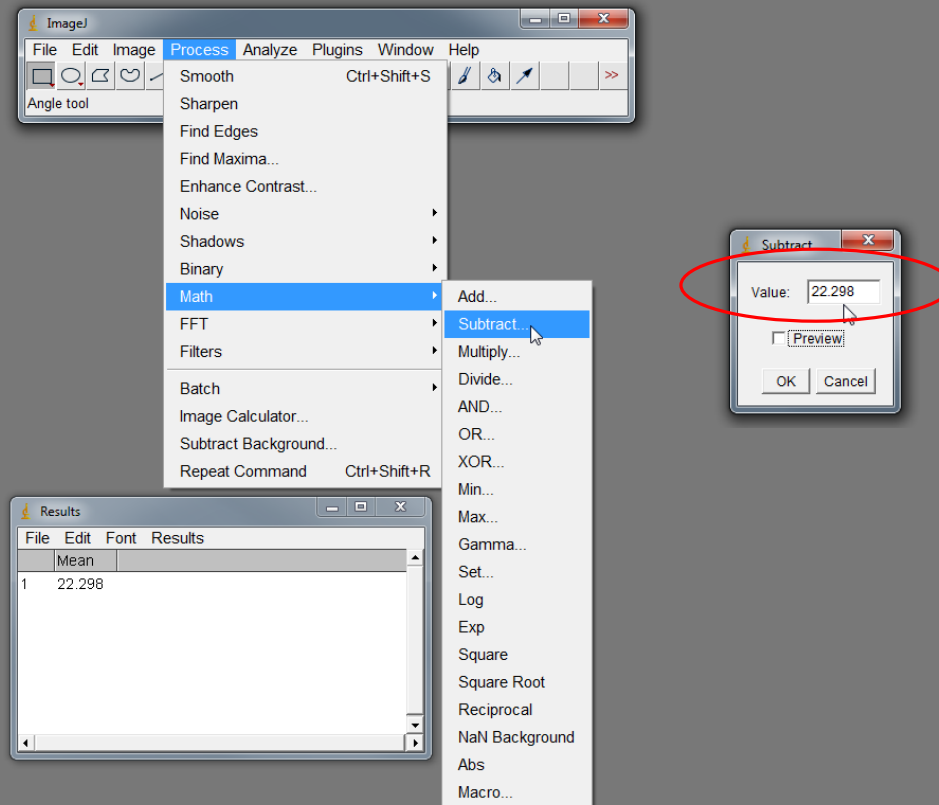 ImageJ
File Edit Image Process Analyze Plugins Window Help
>>
Angle tool
Smooth Ctrl+Shift+S
Sharpen
Find Edges
Find Maxima...
Enhance Contrast...
Noise
Shadows
Binary
Math
FFT
Filters
Batch
Image Calculator...
Subtract Background...
Repeat Command Ctrl+Shift+R
Add...
Subtract...
Multiply...
Divide...
AND...
OR...
XOR...
Min...
Max...
Gamma...
Set...
Log
Exp
Square
Square Root
Reciprocal
NaN Background
Abs
Macro...
Subtract
Value: 22.298
Preview
OK Cancel
Results
File Edit Font Results
Mean
1 22.298